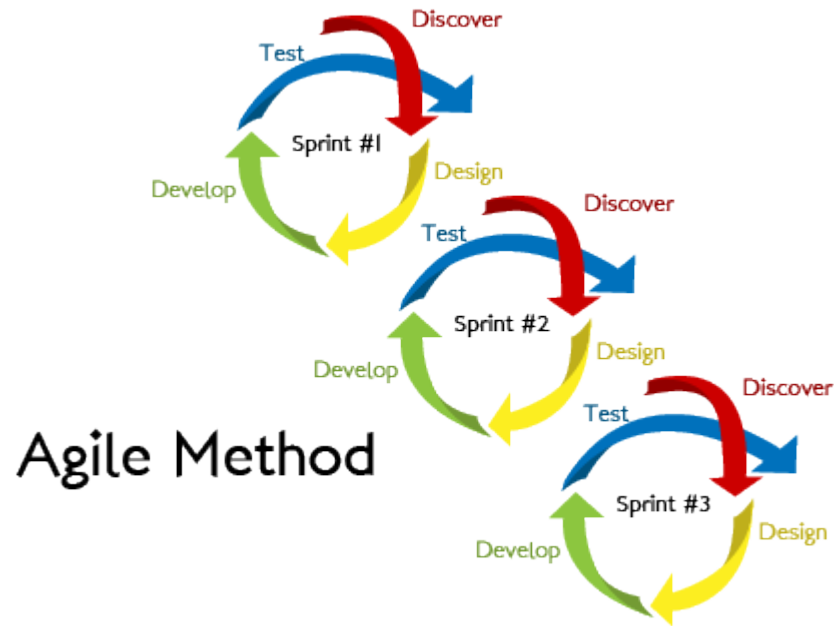 Discover
Test
Sprint #1
Design
Develop
Discover
Test
Sprint #2
Design
Develop
Discover
Test
Sprint #3
Design
Develop
Agile Method